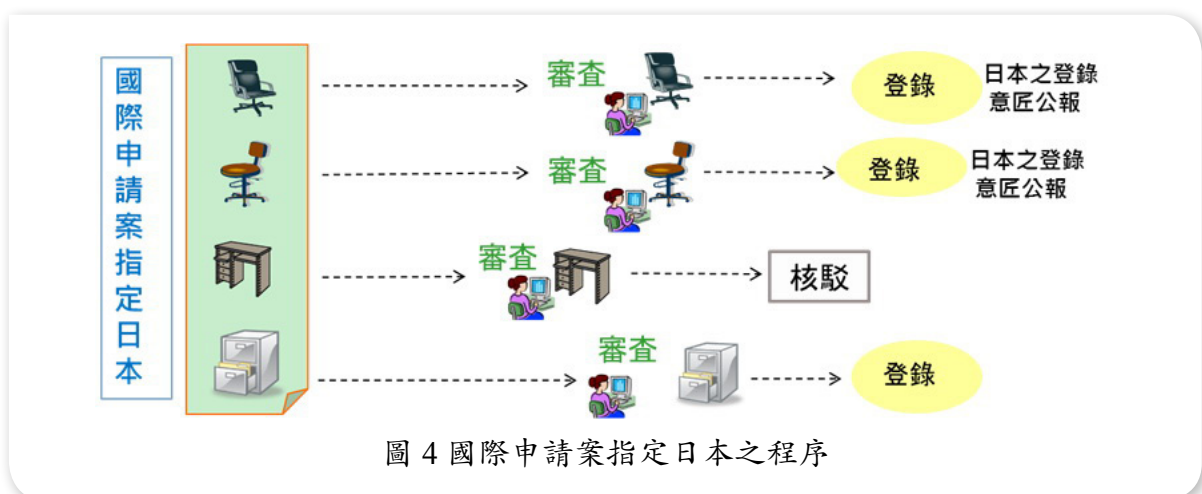 國際申請案指定日本
審查
登錄
日本之登錄
意匠公報
審查
登錄
日本之登錄
意匠公報
審查
核駁
審查
登錄
圖 4 國際申請案指定日本之程序